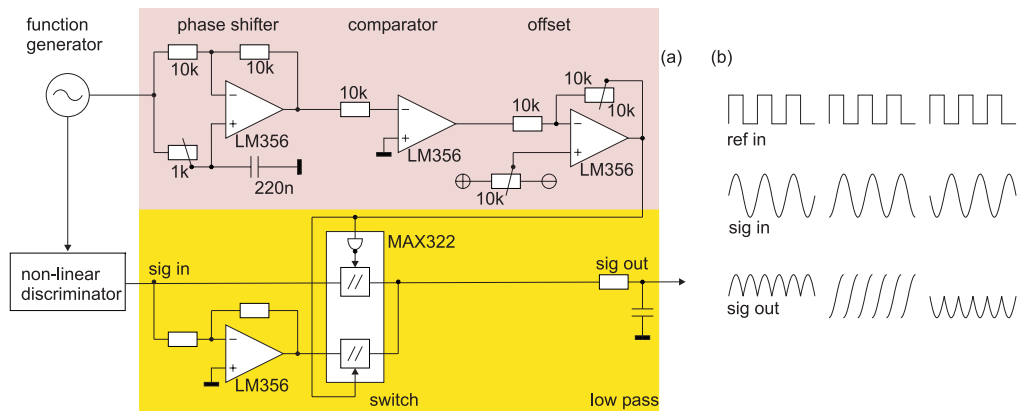 function
generator
phase shifter
comparator
offset
(a)
(b)
10k
10k
LM356
1k
220n
10k
LM356
10k
10k
10k
LM356
10k
ref in
sig in
sig out
MAX322
non-linear
discriminator
sig in
sig out
LM356
switch
low pass